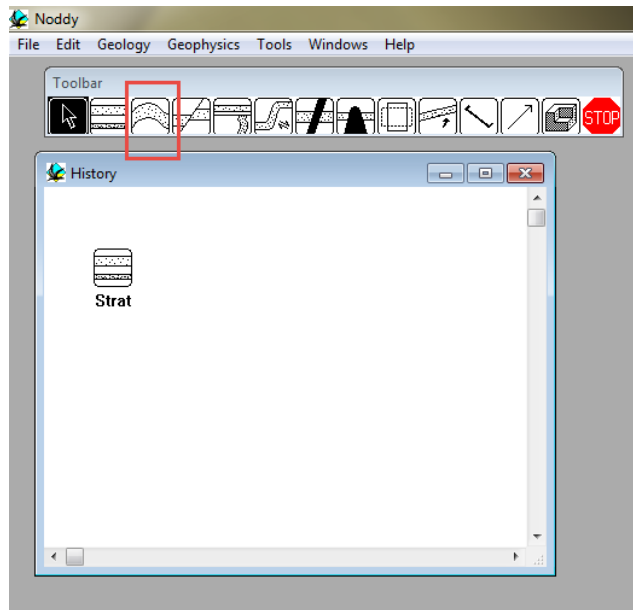 Noddy
File Edit Geology Geophysics Tools Windows Help
Toolbar
STOP
History
Strat